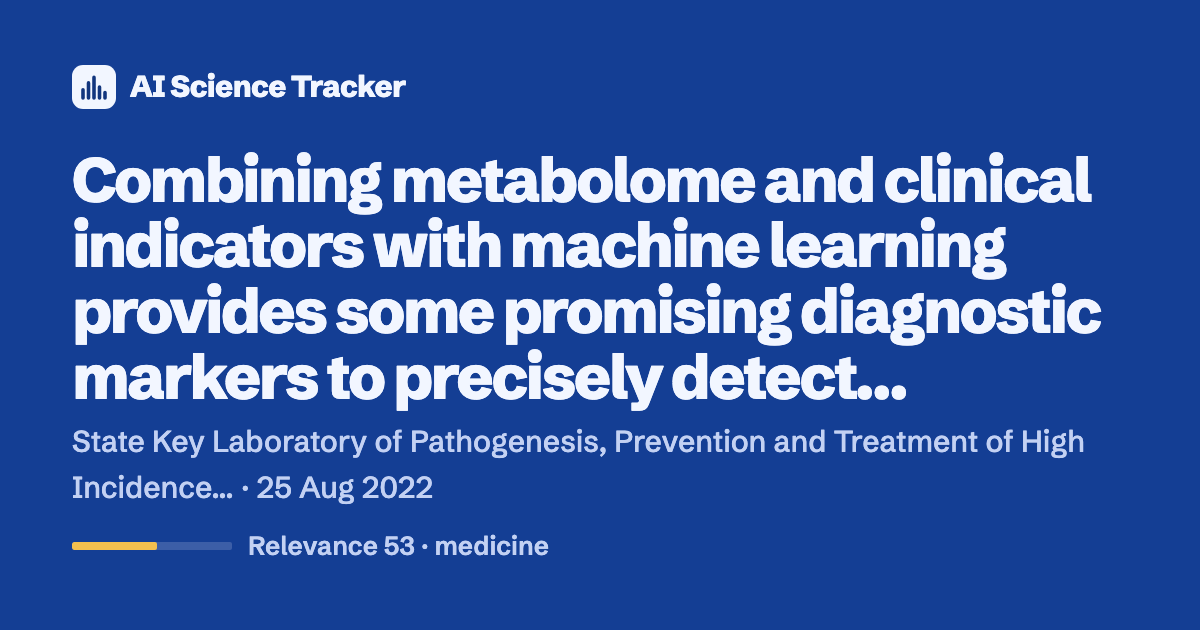 AI Science Tracker
Combining metabolome and clinical
indicators with machine learning
provides some promising diagnostic
markers to precisely detect...
State Key Laboratory of Pathogenesis, Prevention and Treatment of High
Incidence... · 25 Aug 2022
Relevance 53 · medicine